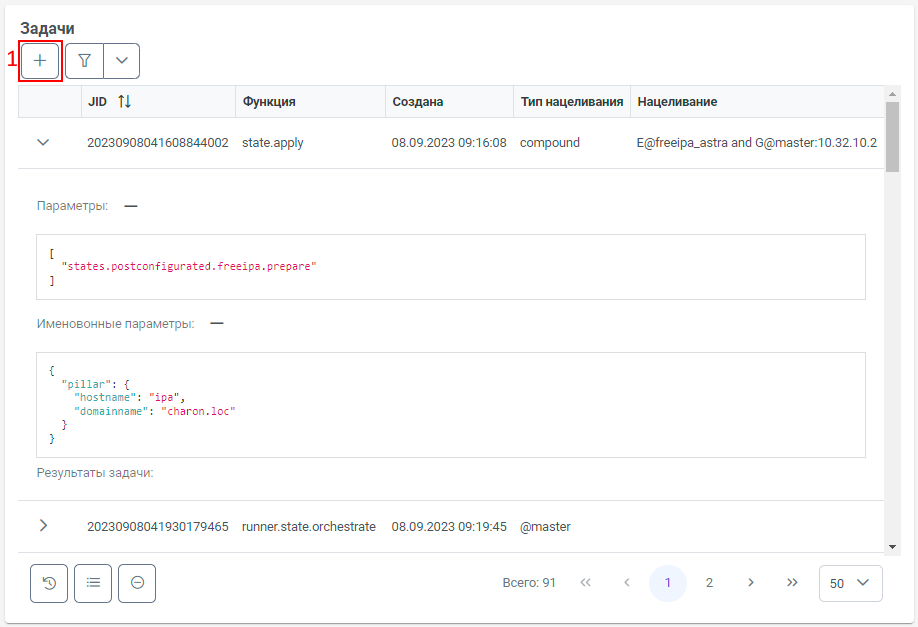 Задачи
1
JID Функция Создана Тип нацеливания Нацеливание
20230908041608844002 state.apply 08.09.2023 09:16:08 compound E@freeipa_astra and G@master:10.32.10.2
Параметры:
[
"states.postconfigurated.freeipa.prepare"
]
Именовонные параметры:
{
"pillar": {
"hostname": "ipa",
"domainname": "charon.loc"
}
}
Результаты задачи:
20230908041930179465 runner.state.orchestrate 08.09.2023 09:19:45 @master
Всего: 91 « ‹ 1 2 › » 50